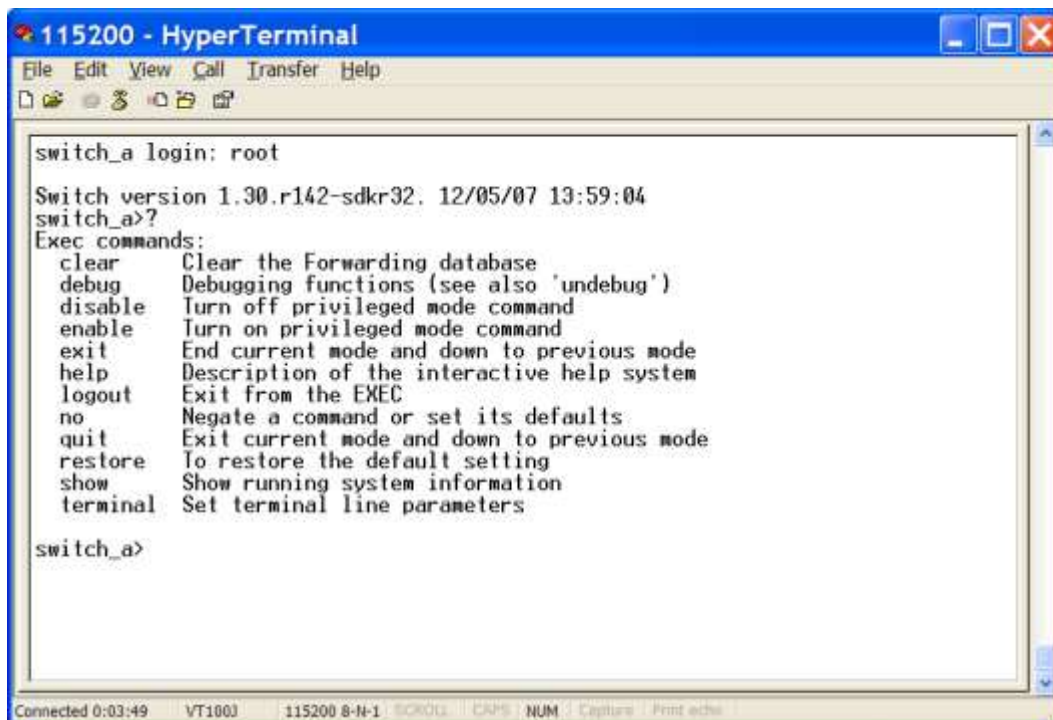 115200 - HyperTerminal
File Edit View Call Transfer Help
switch_a login: root
Switch version 1.30.r142-sdkr32. 12/05/07 13:59:04
switch_a>?
Exec commands:
clear Clear the Forwarding database
debug Debugging functions (see also 'undebug')
disable Turn off privileged mode command
enable Turn on privileged mode command
exit End current mode and down to previous mode
help Description of the interactive help system
logout Exit from the EXEC
no Negate a command or set its defaults
quit Exit current mode and down to previous mode
restore To restore the default setting
show Show running system information
terminal Set terminal line parameters
switch_a>
Connected 0:03:49 VT100J 115200 8-N-1 SCROLL CAPS NUM Capture Print echo